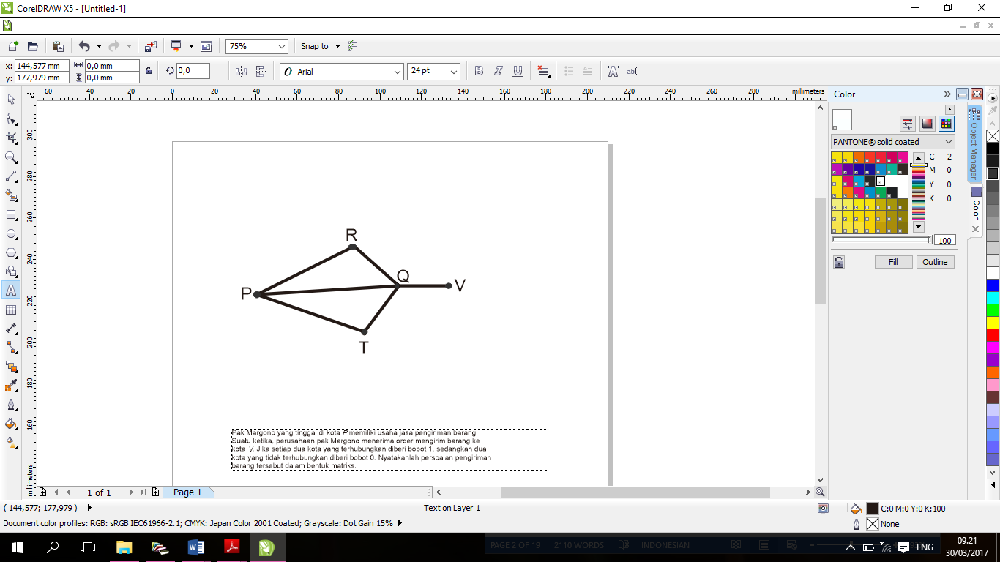 CorelDRAW X5 - [Untitled-1]
75%
Snap to
x: 144,577 mm
0,0 mm
0,0
°
Arial
24 pt
y: 177,979 mm
0,0 mm
60 40 20 0 20 40 60 80 100 120 140 160 180 200 220 240 260 280 millimeters
300
280
260
240
220
200
180
160
millimeters
Color
PANTONE® solid coated
C 2
M 0
Y 0
K 0
100
Fill
Outline
Object Manager
Color
R
Q
P
V
T
Pak Margono yang tinggal di kota P memiliki usaha jasa pengiriman barang.
Suatu ketika, perusahaan pak Margono menerima order mengirim barang ke
kota V. Jika setiap dua kota yang terhubungkan diberi bobot 1, sedangkan dua
kota yang tidak terhubungkan diberi bobot 0. Nyatakanlah persoalan pengiriman
barang tersebut dalam bentuk matriks.
1 of 1
Page 1
( 144,577; 177,979 )
Text on Layer 1
C:0 M:0 Y:0 K:100
Document color profiles: RGB: sRGB IEC61966-2.1; CMYK: Japan Color 2001 Coated; Grayscale: Dot Gain 15%
None
PAGE 2 OF 19
2110 WORDS
INDONESIAN
ENG
09.21
30/03/2017